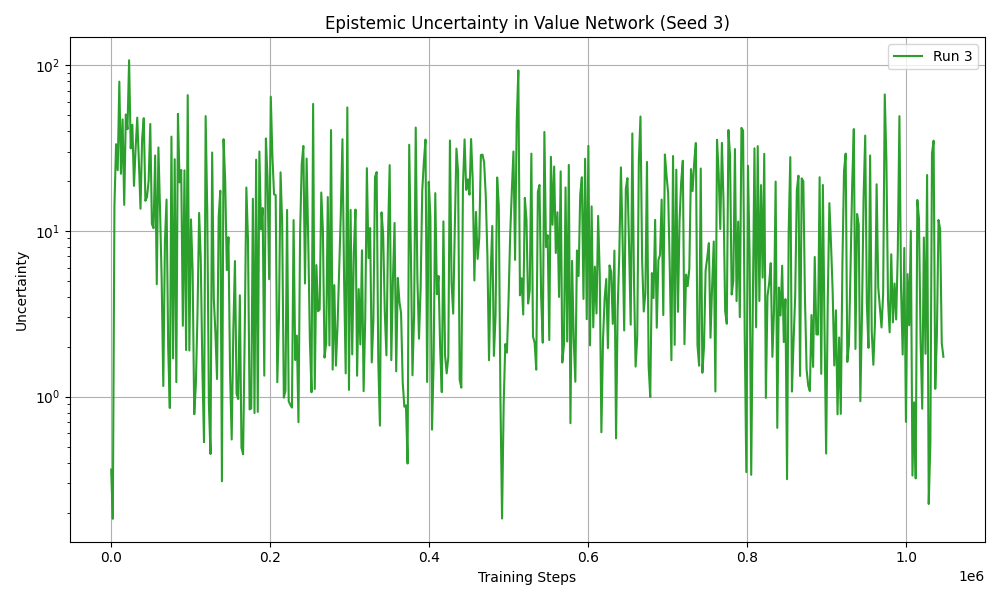 Epistemic Uncertainty in Value Network (Seed 3)
Run 3
Uncertainty
10²
10¹
10⁰
0.0 0.2 0.4 0.6 0.8 1.0
1e6
Training Steps